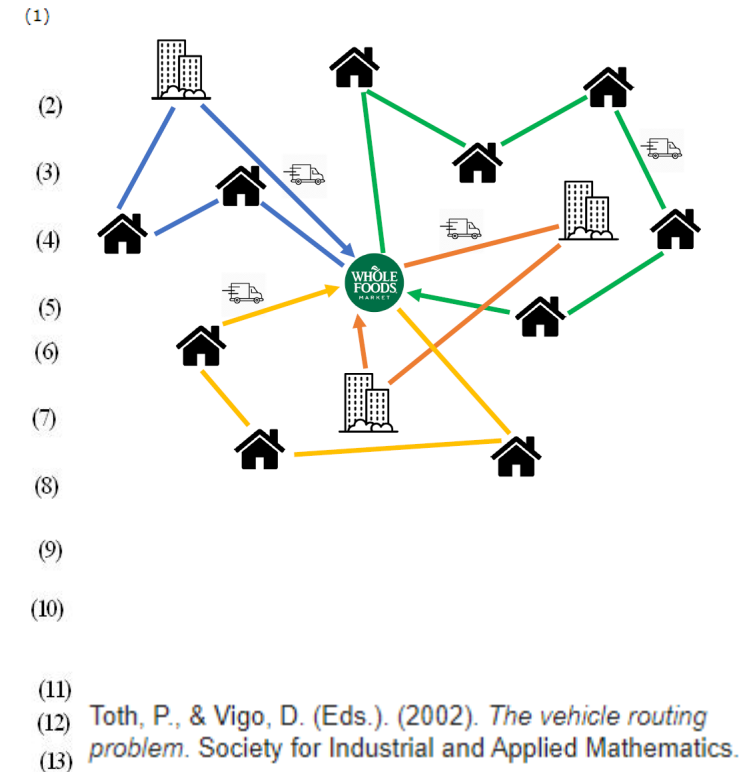 (1)
(2)
(3)
(4)
WHOLE
FOODS
MARKET
(5)
(6)
(7)
(8)
(9)
(10)
(11)
(12) Toth, P., & Vigo, D. (Eds.). (2002). The vehicle routing
(13) problem. Society for Industrial and Applied Mathematics.